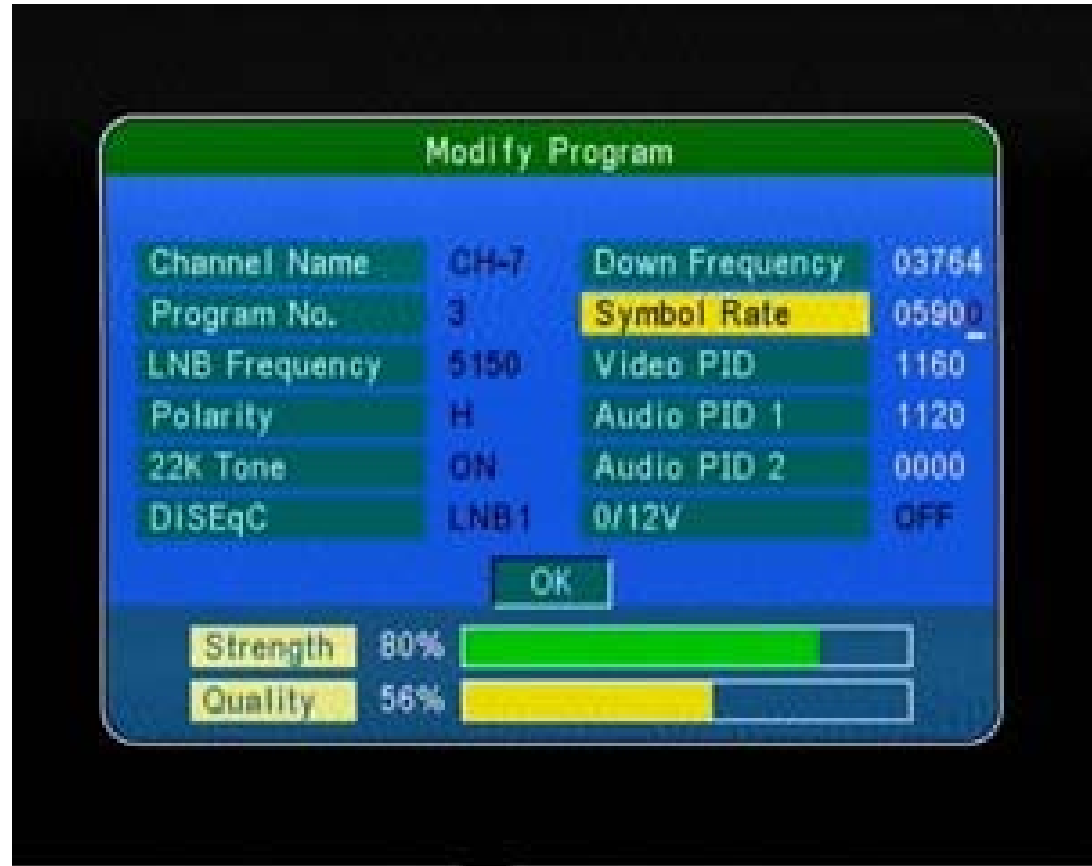 Modify Program
Channel Name CH-7 Down Frequency 03764
Program No. 3 Symbol Rate 05900
LNB Frequency 5150 Video PID 1160
Polarity H Audio PID 1 1120
22K Tone ON Audio PID 2 0000
DiSEqC LNB1 0/12V OFF
OK
Strength 80%
Quality 56%